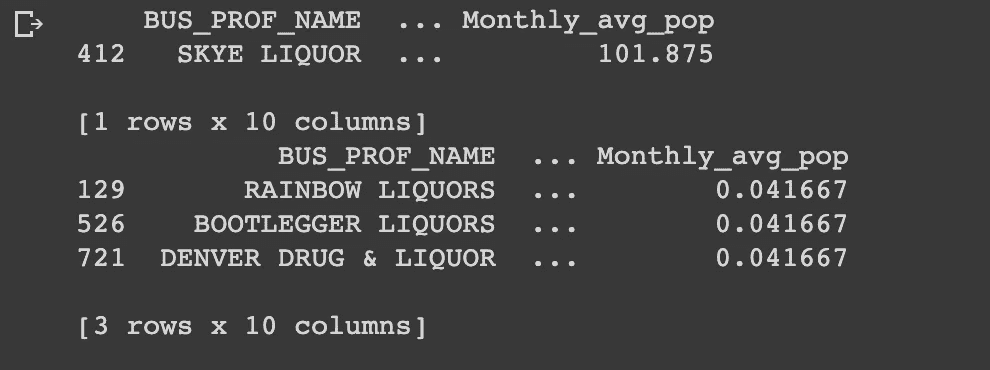 BUS_PROF_NAME ... Monthly_avg_pop
412 SKYE LIQUOR ... 101.875
[1 rows x 10 columns]
BUS_PROF_NAME ... Monthly_avg_pop
129 RAINBOW LIQUORS ... 0.041667
526 BOOTLEGGER LIQUORS ... 0.041667
721 DENVER DRUG & LIQUOR ... 0.041667
[3 rows x 10 columns]